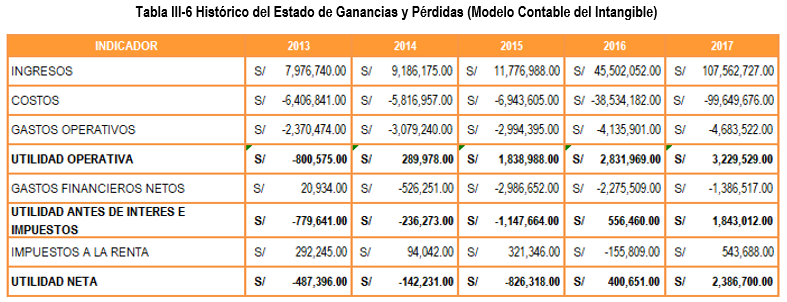 Tabla III-6 Histórico del Estado de Ganancias y Pérdidas (Modelo Contable del Intangible)
INDICADOR 2013 2014 2015 2016 2017
INGRESOS S/ 7,976,740.00 S/ 9,186,175.00 S/ 11,776,988.00 S/ 45,502,052.00 S/ 107,562,727.00
COSTOS S/ -6,406,841.00 S/ -5,816,957.00 S/ -6,943,605.00 S/ -38,534,182.00 S/ -99,649,676.00
GASTOS OPERATIVOS S/ -2,370,474.00 S/ -3,079,240.00 S/ -2,994,395.00 S/ -4,135,901.00 S/ -4,683,522.00
UTILIDAD OPERATIVA S/ -800,575.00 S/ 289,978.00 S/ 1,838,988.00 S/ 2,831,969.00 S/ 3,229,529.00
GASTOS FINANCIEROS NETOS S/ 20,934.00 S/ -526,251.00 S/ -2,986,652.00 S/ -2,275,509.00 S/ -1,386,517.00
UTILIDAD ANTES DE INTERES E
IMPUESTOS S/ -779,641.00 S/ -236,273.00 S/ -1,147,664.00 S/ 556,460.00 S/ 1,843,012.00
IMPUESTOS A LA RENTA S/ 292,245.00 S/ 94,042.00 S/ 321,346.00 S/ -155,809.00 S/ 543,688.00
UTILIDAD NETA S/ -487,396.00 S/ -142,231.00 S/ -826,318.00 S/ 400,651.00 S/ 2,386,700.00